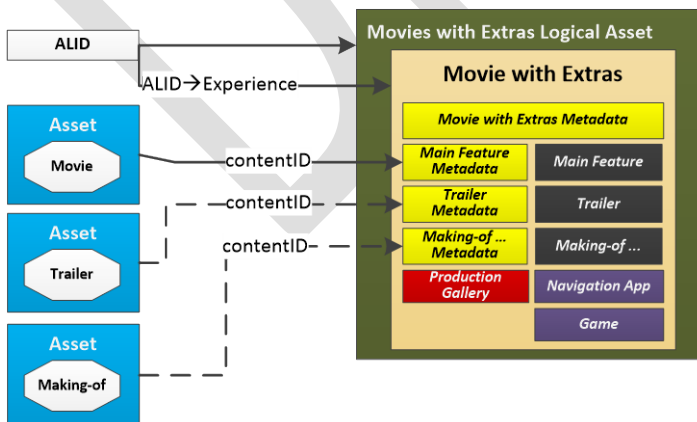 ALID
Movies with Extras Logical Asset
Movie with Extras
ALID→Experience
Movie with Extras Metadata
Asset
Movie
contentID
Main Feature
Metadata
Main Feature
Asset
Trailer
contentID
Trailer
Metadata
Trailer
contentID
Making-of ...
Metadata
Making-of ...
Production
Gallery
Navigation App
Game
Asset
Making-of